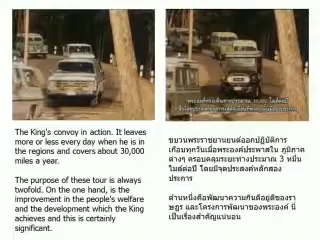 The King's convoy in action. It leaves
more or less every day when he is in
the regions and covers about 30,000
miles a year.
The purpose of these tour is always
twofold. On the one hand, is the
improvement in the people's welfare
and the development which the King
achieves and this is certainly
significant.
ขบวนพระราชยานยนต์ออกปฏิบัติการ
เกือบทุกวันเมื่อพระองค์ประพาสใน ภูมิภาค
ต่างๆ ครอบคลุมระยะทางประมาณ 3 หมื่น
ไมล์ต่อปี โดยมีจุดประสงค์หลักสอง
ประการ
ด้านหนึ่งคือพัฒนาความกินดีอยู่ดีของรา
ษฎร และโครงการพัฒนาของพระองค์ นี่
เป็นเรื่องสำคัญแน่นอน